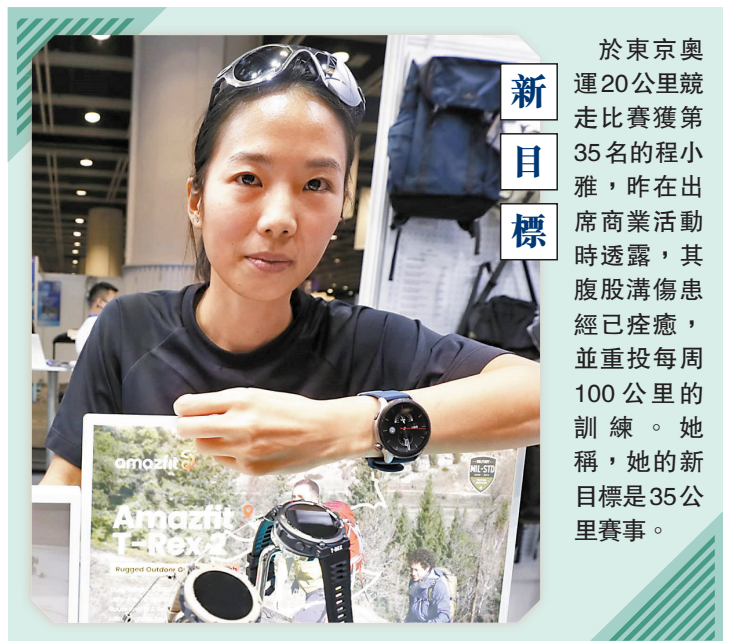 新
目
標
於東京奧
運20公里競
走比賽獲第
35名的程小
雅，昨在出
席商業活動
時透露，其
腹股溝傷患
經已痊癒，
並重投每周
100 公里的
訓練。她
稱，她的新
目標是35公
里賽事。
amazfit
MIL-STD
Amazfit
T-Rex 2
Rugged Outdoor G
T-REX